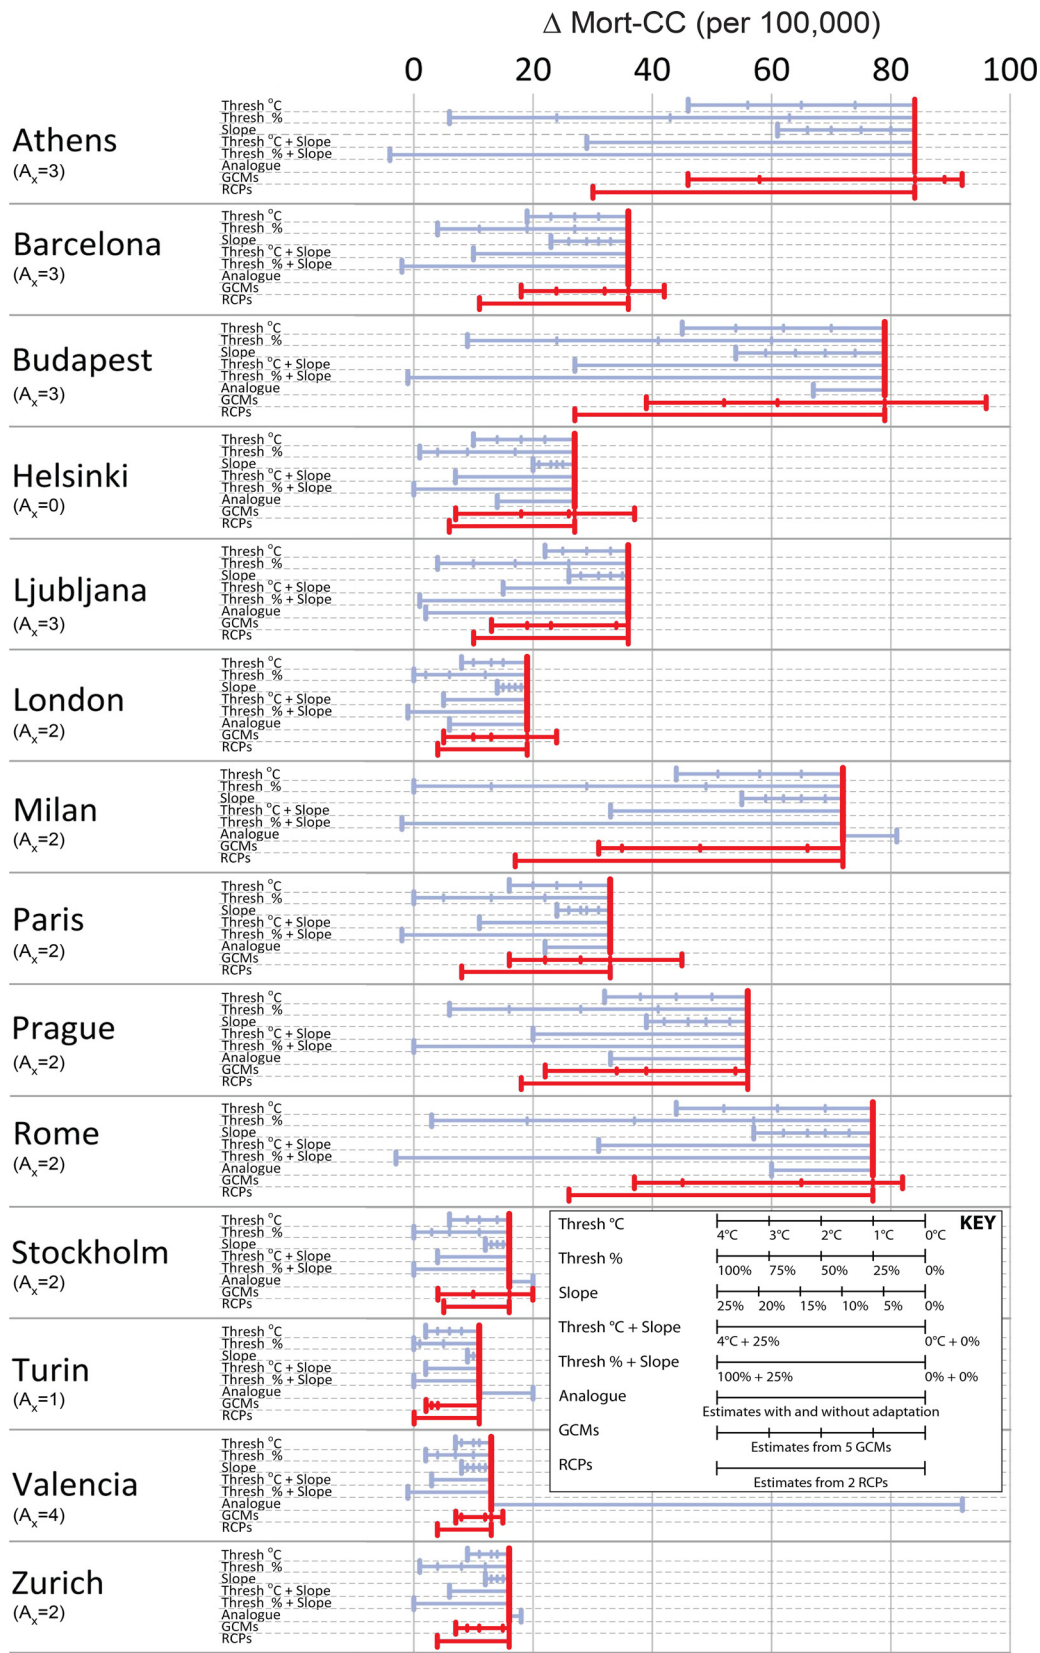 Δ Mort-CC (per 100,000)
0 20 40 60 80 100
Athens
(Ax=3)
Thresh °C
Thresh %
Slope
Thresh °C + Slope
Thresh % + Slope
Analogue
GCMs
RCPs
Barcelona
(Ax=3)
Thresh °C
Thresh %
Slope
Thresh °C + Slope
Thresh % + Slope
Analogue
GCMs
RCPs
Budapest
(Ax=3)
Thresh °C
Thresh %
Slope
Thresh °C + Slope
Thresh % + Slope
Analogue
GCMs
RCPs
Helsinki
(Ax=0)
Thresh °C
Thresh %
Slope
Thresh °C + Slope
Thresh % + Slope
Analogue
GCMs
RCPs
Ljubljana
(Ax=3)
Thresh °C
Thresh %
Slope
Thresh °C + Slope
Thresh % + Slope
Analogue
GCMs
RCPs
London
(Ax=2)
Thresh °C
Thresh %
Slope
Thresh °C + Slope
Thresh % + Slope
Analogue
GCMs
RCPs
Milan
(Ax=2)
Thresh °C
Thresh %
Slope
Thresh °C + Slope
Thresh % + Slope
Analogue
GCMs
RCPs
Paris
(Ax=2)
Thresh °C
Thresh %
Slope
Thresh °C + Slope
Thresh % + Slope
Analogue
GCMs
RCPs
Prague
(Ax=2)
Thresh °C
Thresh %
Slope
Thresh °C + Slope
Thresh % + Slope
Analogue
GCMs
RCPs
Rome
(Ax=2)
Thresh °C
Thresh %
Slope
Thresh °C + Slope
Thresh % + Slope
Analogue
GCMs
RCPs
Stockholm
(Ax=2)
Thresh °C
Thresh %
Slope
Thresh °C + Slope
Thresh % + Slope
Analogue
GCMs
RCPs
Turin
(Ax=1)
Thresh °C
Thresh %
Slope
Thresh °C + Slope
Thresh % + Slope
Analogue
GCMs
RCPs
Valencia
(Ax=4)
Thresh °C
Thresh %
Slope
Thresh °C + Slope
Thresh % + Slope
Analogue
GCMs
RCPs
Zurich
(Ax=2)
Thresh °C
Thresh %
Slope
Thresh °C + Slope
Thresh % + Slope
Analogue
GCMs
RCPs
KEY
Thresh °C
4°C 3°C 2°C 1°C 0°C
Thresh %
100% 75% 50% 25% 0%
Slope
25% 20% 15% 10% 5% 0%
Thresh °C + Slope
4°C + 25% 0°C + 0%
Thresh % + Slope
100% + 25% 0% + 0%
Analogue
Estimates with and without adaptation
GCMs
Estimates from 5 GCMs
RCPs
Estimates from 2 RCPs